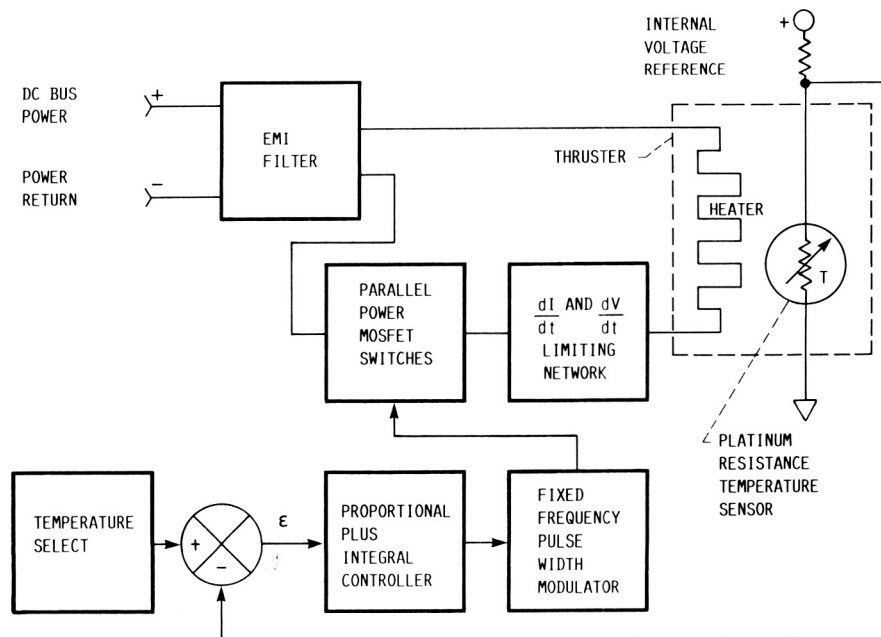 INTERNAL
VOLTAGE
REFERENCE
+
DC BUS
POWER
+
POWER
RETURN
−
EMI
FILTER
THRUSTER
HEATER
T
PARALLEL
POWER
MOSFET
SWITCHES
dI/dt AND dV/dt
LIMITING
NETWORK
PLATINUM
RESISTANCE
TEMPERATURE
SENSOR
TEMPERATURE
SELECT
+
−
ε
PROPORTIONAL
PLUS
INTEGRAL
CONTROLLER
FIXED
FREQUENCY
PULSE
WIDTH
MODULATOR